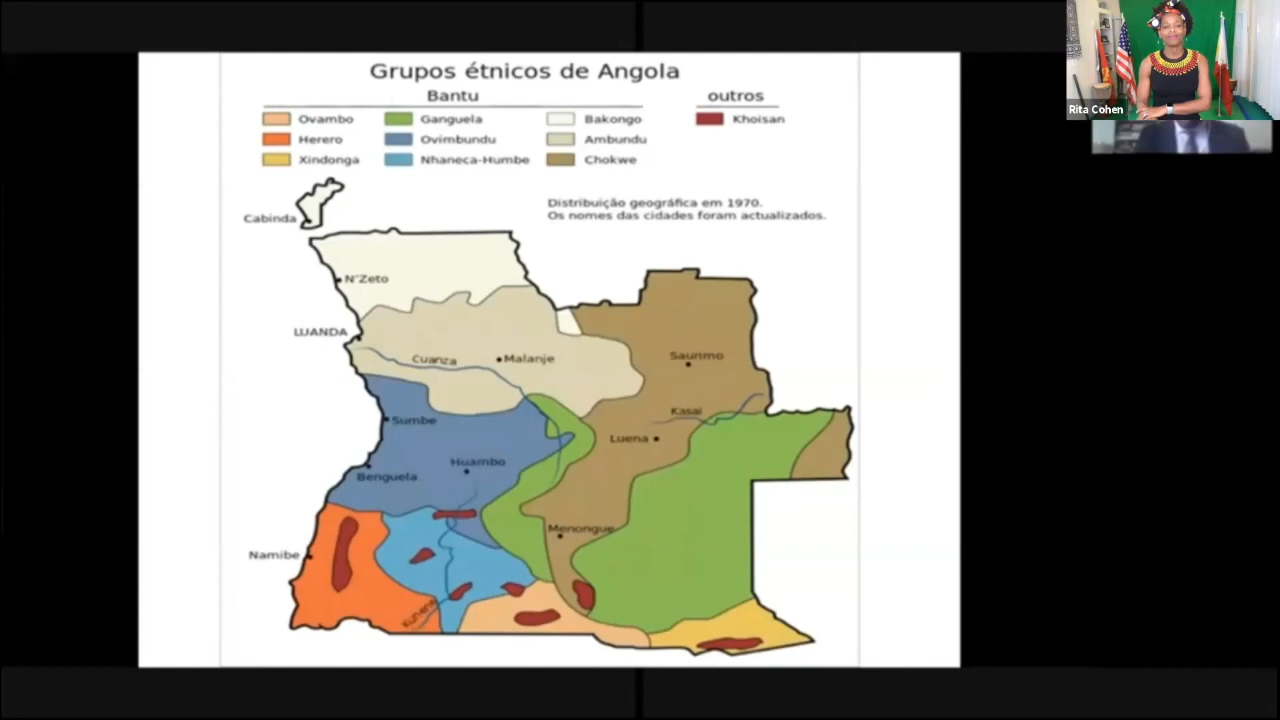 Grupos étnicos de Angola
Bantu
outros
Ovambo
Ganguela
Bakongo
Khoisan
Herero
Ovimbundu
Ambundu
Xindonga
Nhaneca-Humbe
Chokwe
Distribuição geográfica em 1970.
Os nomes das cidades foram actualizados.
Cabinda
N'Zeto
LUANDA
Cuanza
Malanje
Saurimo
Kasai
Sumbe
Luena
Huambo
Benguela
Menongue
Namibe
Kunene
Rita Cohen